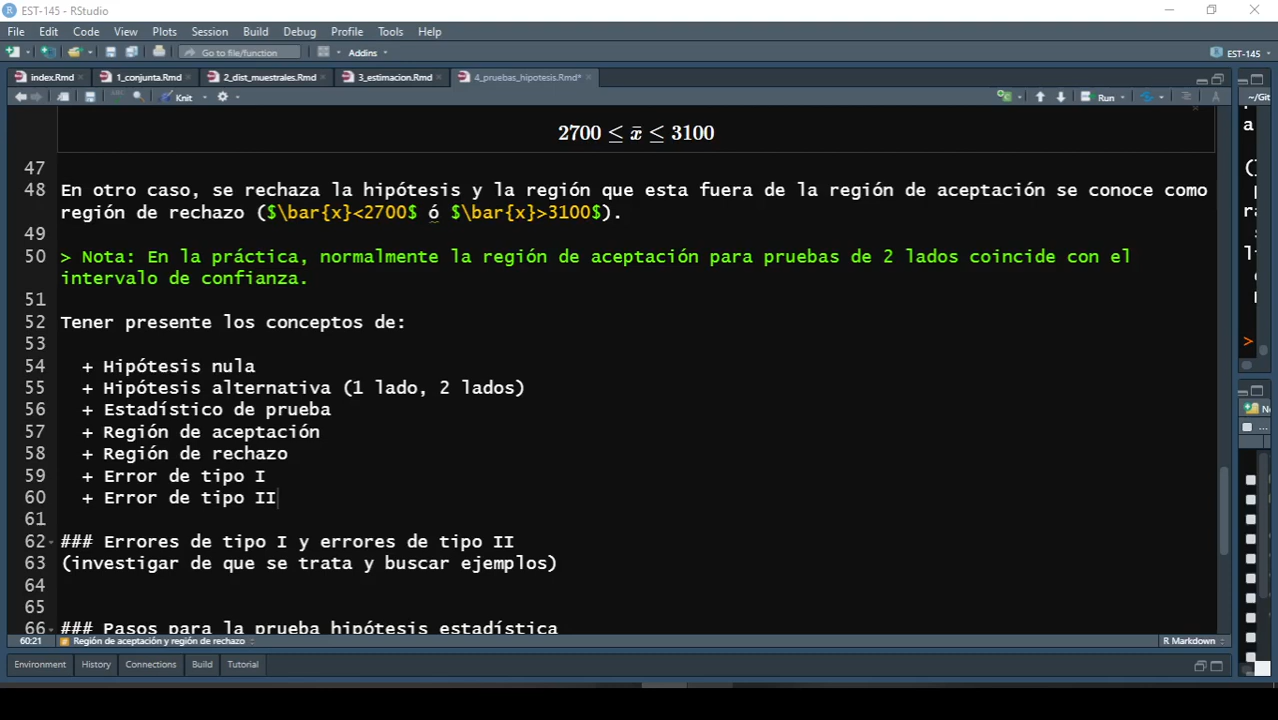 EST-145 - RStudio
File Edit Code View Plots Session Build Debug Profile Tools Help
Go to file/function Addins EST-145
index.Rmd 1_conjunta.Rmd 2_dist_muestrales.Rmd 3_estimacion.Rmd 4_pruebas_hipotesis.Rmd*
Knit Run ~/Git
2700 ≤ x̄ ≤ 3100
47
48 En otro caso, se rechaza la hipótesis y la región que esta fuera de la región de aceptación se conoce como
región de rechazo ($\bar{x}<2700$ ó $\bar{x}>3100$).
49
50 > Nota: En la práctica, normalmente la región de aceptación para pruebas de 2 lados coincide con el
intervalo de confianza.
51
52 Tener presente los conceptos de:
53
54 + Hipótesis nula
55 + Hipótesis alternativa (1 lado, 2 lados)
56 + Estadístico de prueba
57 + Región de aceptación
58 + Región de rechazo
59 + Error de tipo I
60 + Error de tipo II
61
62 ### Errores de tipo I y errores de tipo II
63 (investigar de que se trata y buscar ejemplos)
64
65
66 ### Pasos para la prueba hipótesis estadística
60:21 Región de aceptación y región de rechazo R Markdown
Environment History Connections Build Tutorial